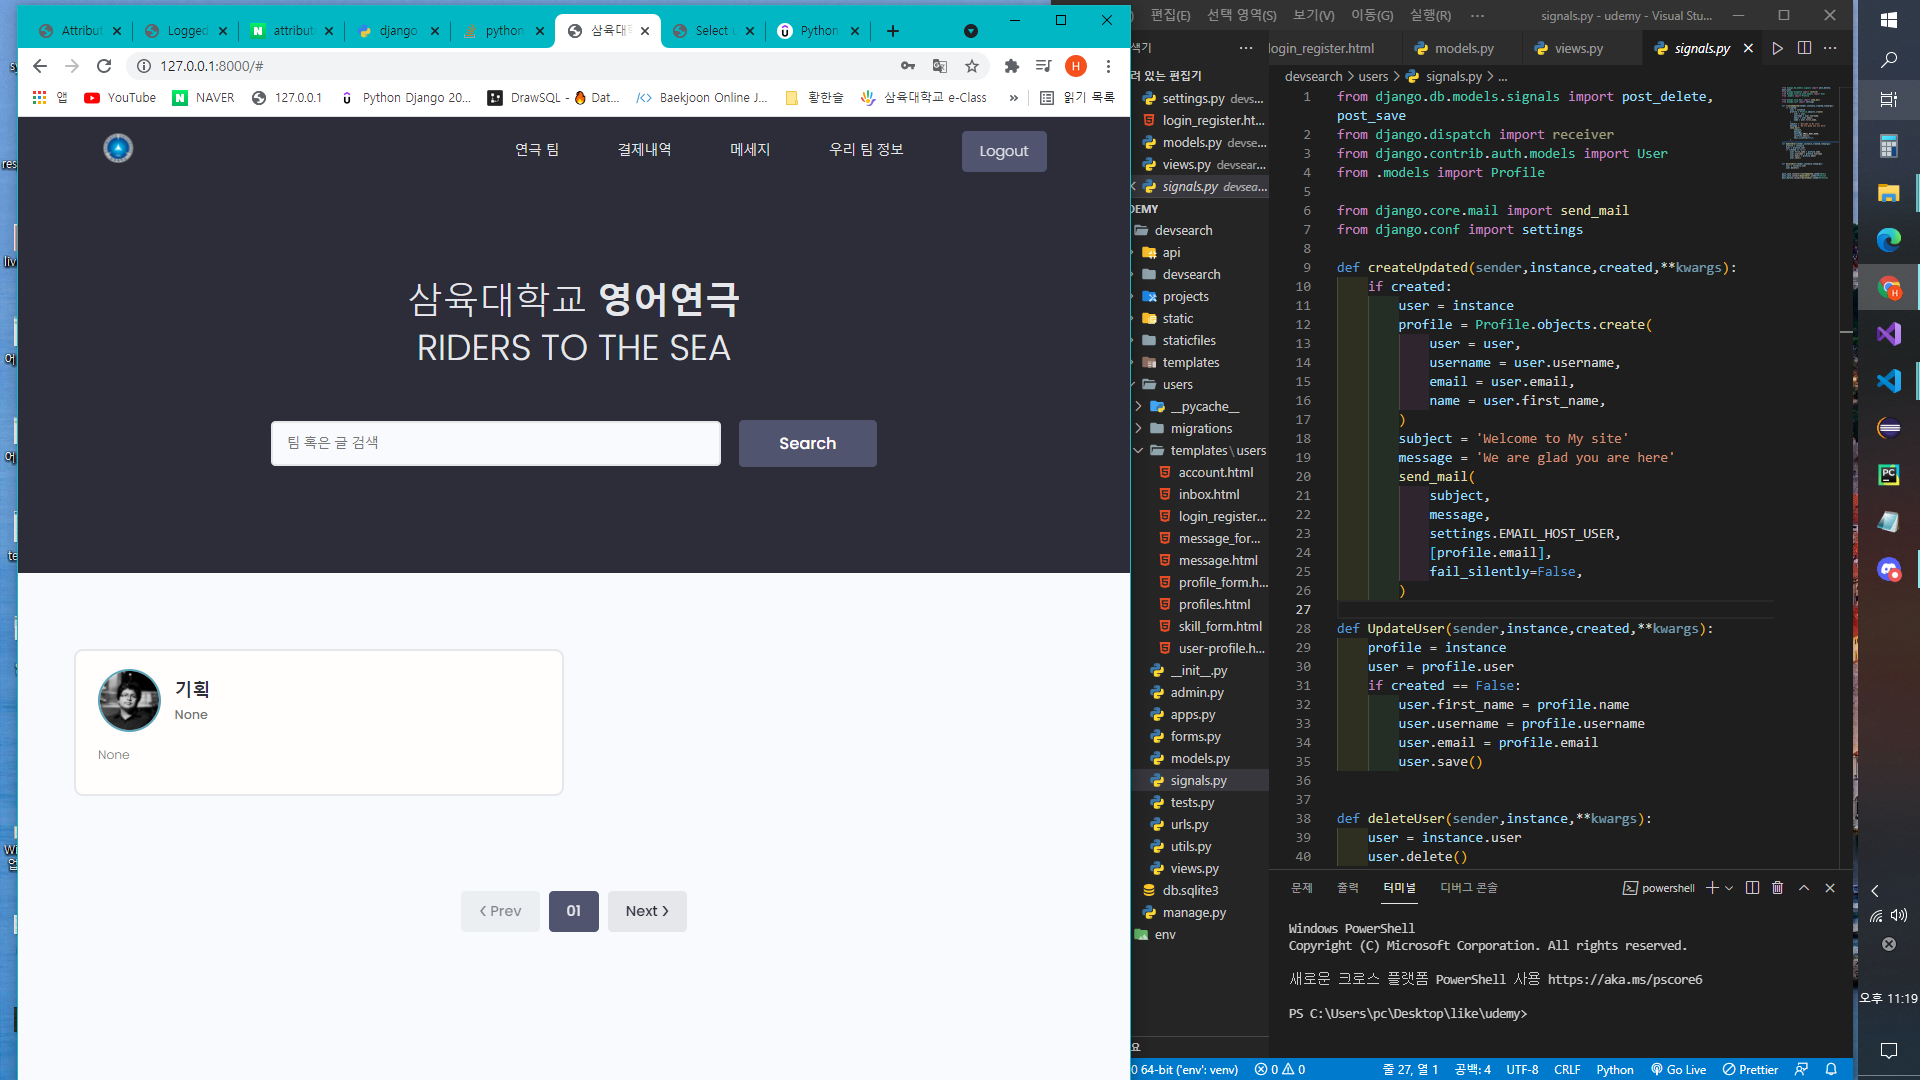 Attribut
Logged
attribut
django
python
삼육대학
Select
Python
127.0.0.1:8000/#
H
앱
YouTube
NAVER
127.0.0.1
Python Django 20...
DrawSQL - Dat...
Baekjoon Online J...
황한슬
삼육대학교 e-Class
»
읽기 목록
연극 팀
결제내역
메세지
우리 팀 정보
Logout
삼육대학교 영어연극
RIDERS TO THE SEA
팀 혹은 글 검색
Search
기획
None
None
Prev
01
Next
편집(E)
선택 영역(S)
보기(V)
이동(G)
실행(R)
...
signals.py - udemy - Visual Stu...
login_register.html
models.py
views.py
signals.py
devsearch > users > signals.py > ...
settings.py devs...
login_register.ht...
models.py devse...
views.py devsear...
signals.py devsea...
devsearch
api
devsearch
projects
static
staticfiles
templates
users
__pycache__
migrations
templates\users
account.html
inbox.html
login_register...
message_for...
message.html
profile_form.h...
profiles.html
skill_form.html
user-profile.h...
__init__.py
admin.py
apps.py
forms.py
models.py
signals.py
tests.py
urls.py
utils.py
views.py
db.sqlite3
manage.py
env
1 from django.db.models.signals import post_delete,
post_save
2 from django.dispatch import receiver
3 from django.contrib.auth.models import User
4 from .models import Profile
5
6 from django.core.mail import send_mail
7 from django.conf import settings
8
9 def createUpdated(sender,instance,created,**kwargs):
10 if created:
11 user = instance
12 profile = Profile.objects.create(
13 user = user,
14 username = user.username,
15 email = user.email,
16 name = user.first_name,
17 )
18 subject = 'Welcome to My site'
19 message = 'We are glad you are here'
20 send_mail(
21 subject,
22 message,
23 settings.EMAIL_HOST_USER,
24 [profile.email],
25 fail_silently=False,
26 )
27
28 def UpdateUser(sender,instance,created,**kwargs):
29 profile = instance
30 user = profile.user
31 if created == False:
32 user.first_name = profile.name
33 user.username = profile.username
34 user.email = profile.email
35 user.save()
36
37
38 def deleteUser(sender,instance,**kwargs):
39 user = instance.user
40 user.delete()
문제
출력
터미널
디버그 콘솔
powershell
Windows PowerShell
Copyright (C) Microsoft Corporation. All rights reserved.
새로운 크로스 플랫폼 PowerShell 사용 https://aka.ms/pscore6
PS C:\Users\pc\Desktop\like\udemy>
0 64-bit ('env': venv)
0
0
줄 27, 열 1
공백: 4
UTF-8
CRLF
Python
Go Live
Prettier
PC
오후 11:19